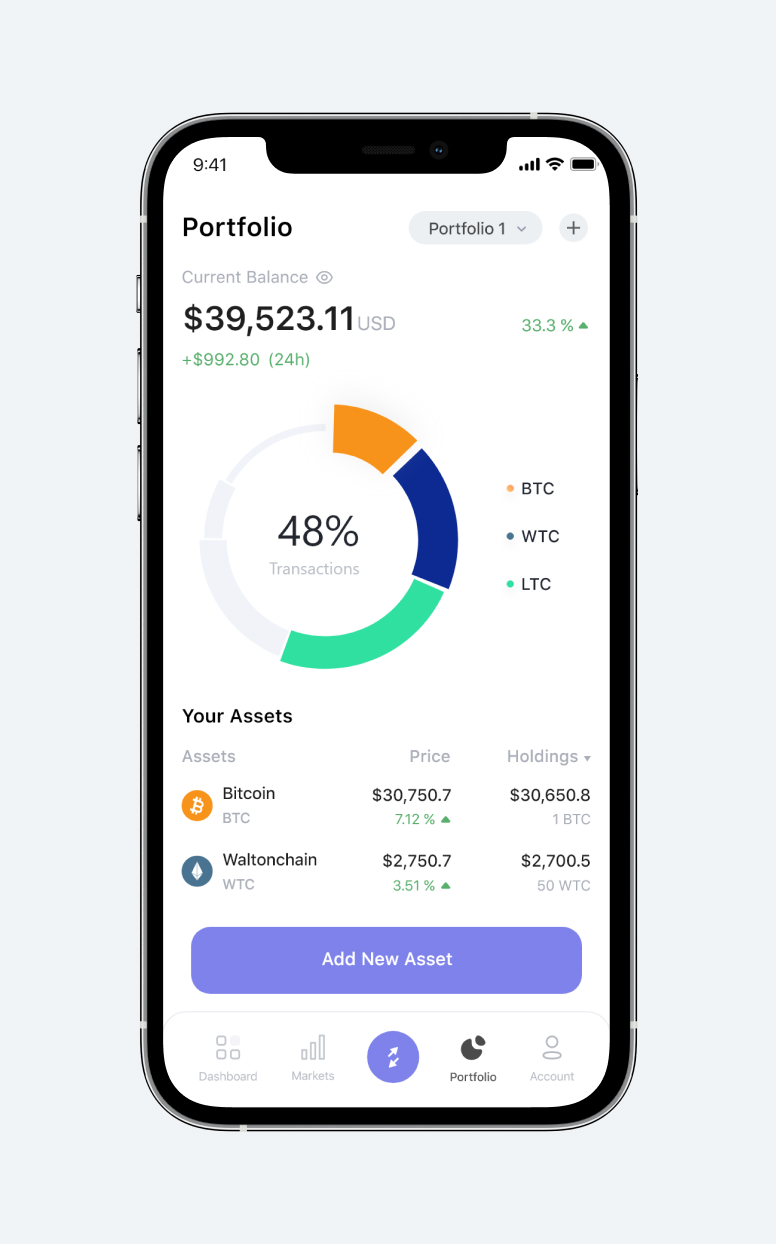 9:41
Portfolio
Portfolio 1
Current Balance
$39,523.11 USD
33.3 %
+$992.80 (24h)
48%
Transactions
BTC
WTC
LTC
Your Assets
Assets Price Holdings
Bitcoin $30,750.7 $30,650.8
BTC 7.12 % 1 BTC
Waltonchain $2,750.7 $2,700.5
WTC 3.51 % 50 WTC
Add New Asset
Dashboard Markets Portfolio Account